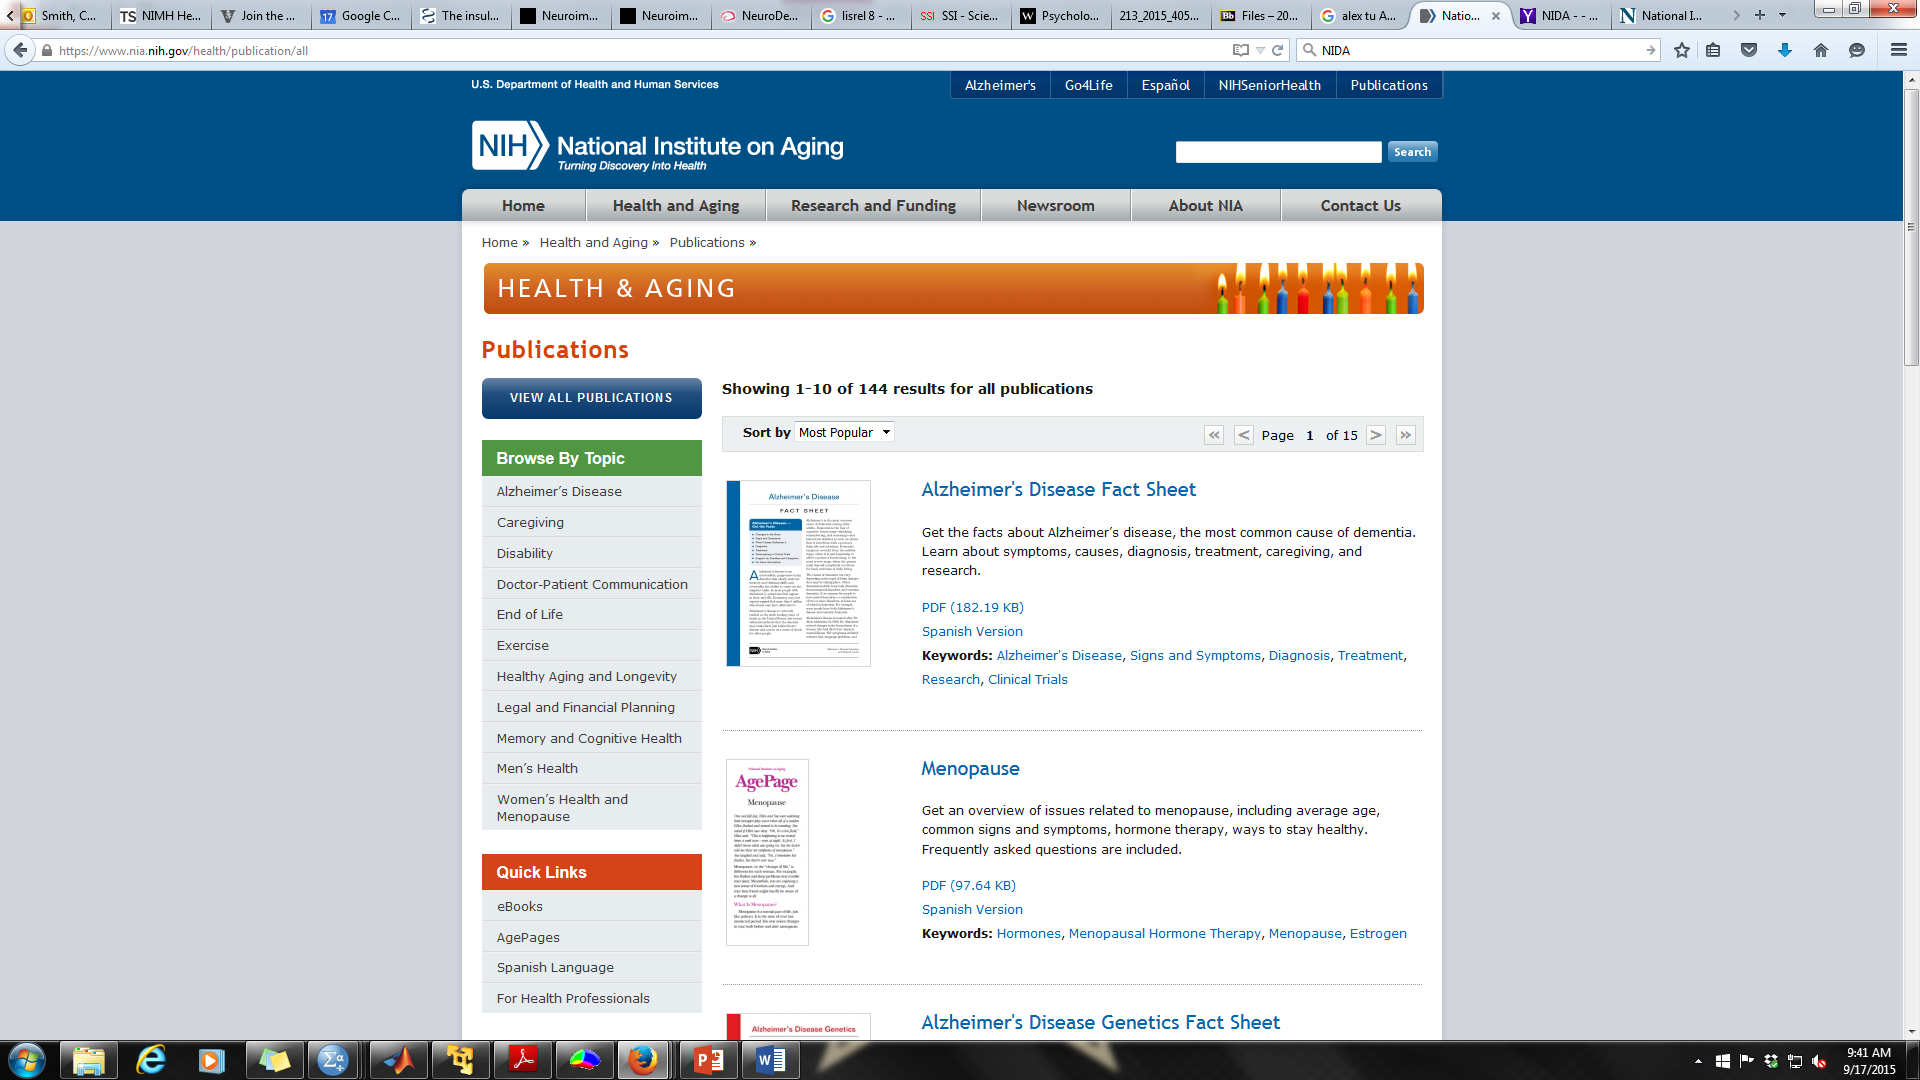 Smith, C...
NIMH He...
Join the ...
17 Google C...
The insul...
Neuroim...
Neuroim...
NeuroDe...
lisrel 8 - ...
SSI SSI - Scie...
W Psycholo...
213_2015_405...
Bb Files – 20...
alex tu A...
Natio...
NIDA - - ...
National I...
https://www.nia.nih.gov/health/publication/all
NIDA
U.S. Department of Health and Human Services
Alzheimer's
Go4Life
Español
NIHSeniorHealth
Publications
NIH National Institute on Aging
Turning Discovery Into Health
Search
Home
Health and Aging
Research and Funding
Newsroom
About NIA
Contact Us
Home » Health and Aging » Publications »
HEALTH & AGING
Publications
VIEW ALL PUBLICATIONS
Browse By Topic
Alzheimer’s Disease
Caregiving
Disability
Doctor-Patient Communication
End of Life
Exercise
Healthy Aging and Longevity
Legal and Financial Planning
Memory and Cognitive Health
Men’s Health
Women’s Health and
Menopause
Quick Links
eBooks
AgePages
Spanish Language
For Health Professionals
Showing 1-10 of 144 results for all publications
Sort by Most Popular
Page 1 of 15
Alzheimer's Disease
FACT SHEET
Alzheimer's Disease Fact Sheet
Get the facts about Alzheimer’s disease, the most common cause of dementia.
Learn about symptoms, causes, diagnosis, treatment, caregiving, and
research.
PDF (182.19 KB)
Spanish Version
Keywords: Alzheimer's Disease, Signs and Symptoms, Diagnosis, Treatment,
Research, Clinical Trials
AgePage
Menopause
Menopause
Get an overview of issues related to menopause, including average age,
common signs and symptoms, hormone therapy, ways to stay healthy.
Frequently asked questions are included.
PDF (97.64 KB)
Spanish Version
Keywords: Hormones, Menopausal Hormone Therapy, Menopause, Estrogen
Alzheimer's Disease Genetics
Alzheimer's Disease Genetics Fact Sheet
9:41 AM
9/17/2015